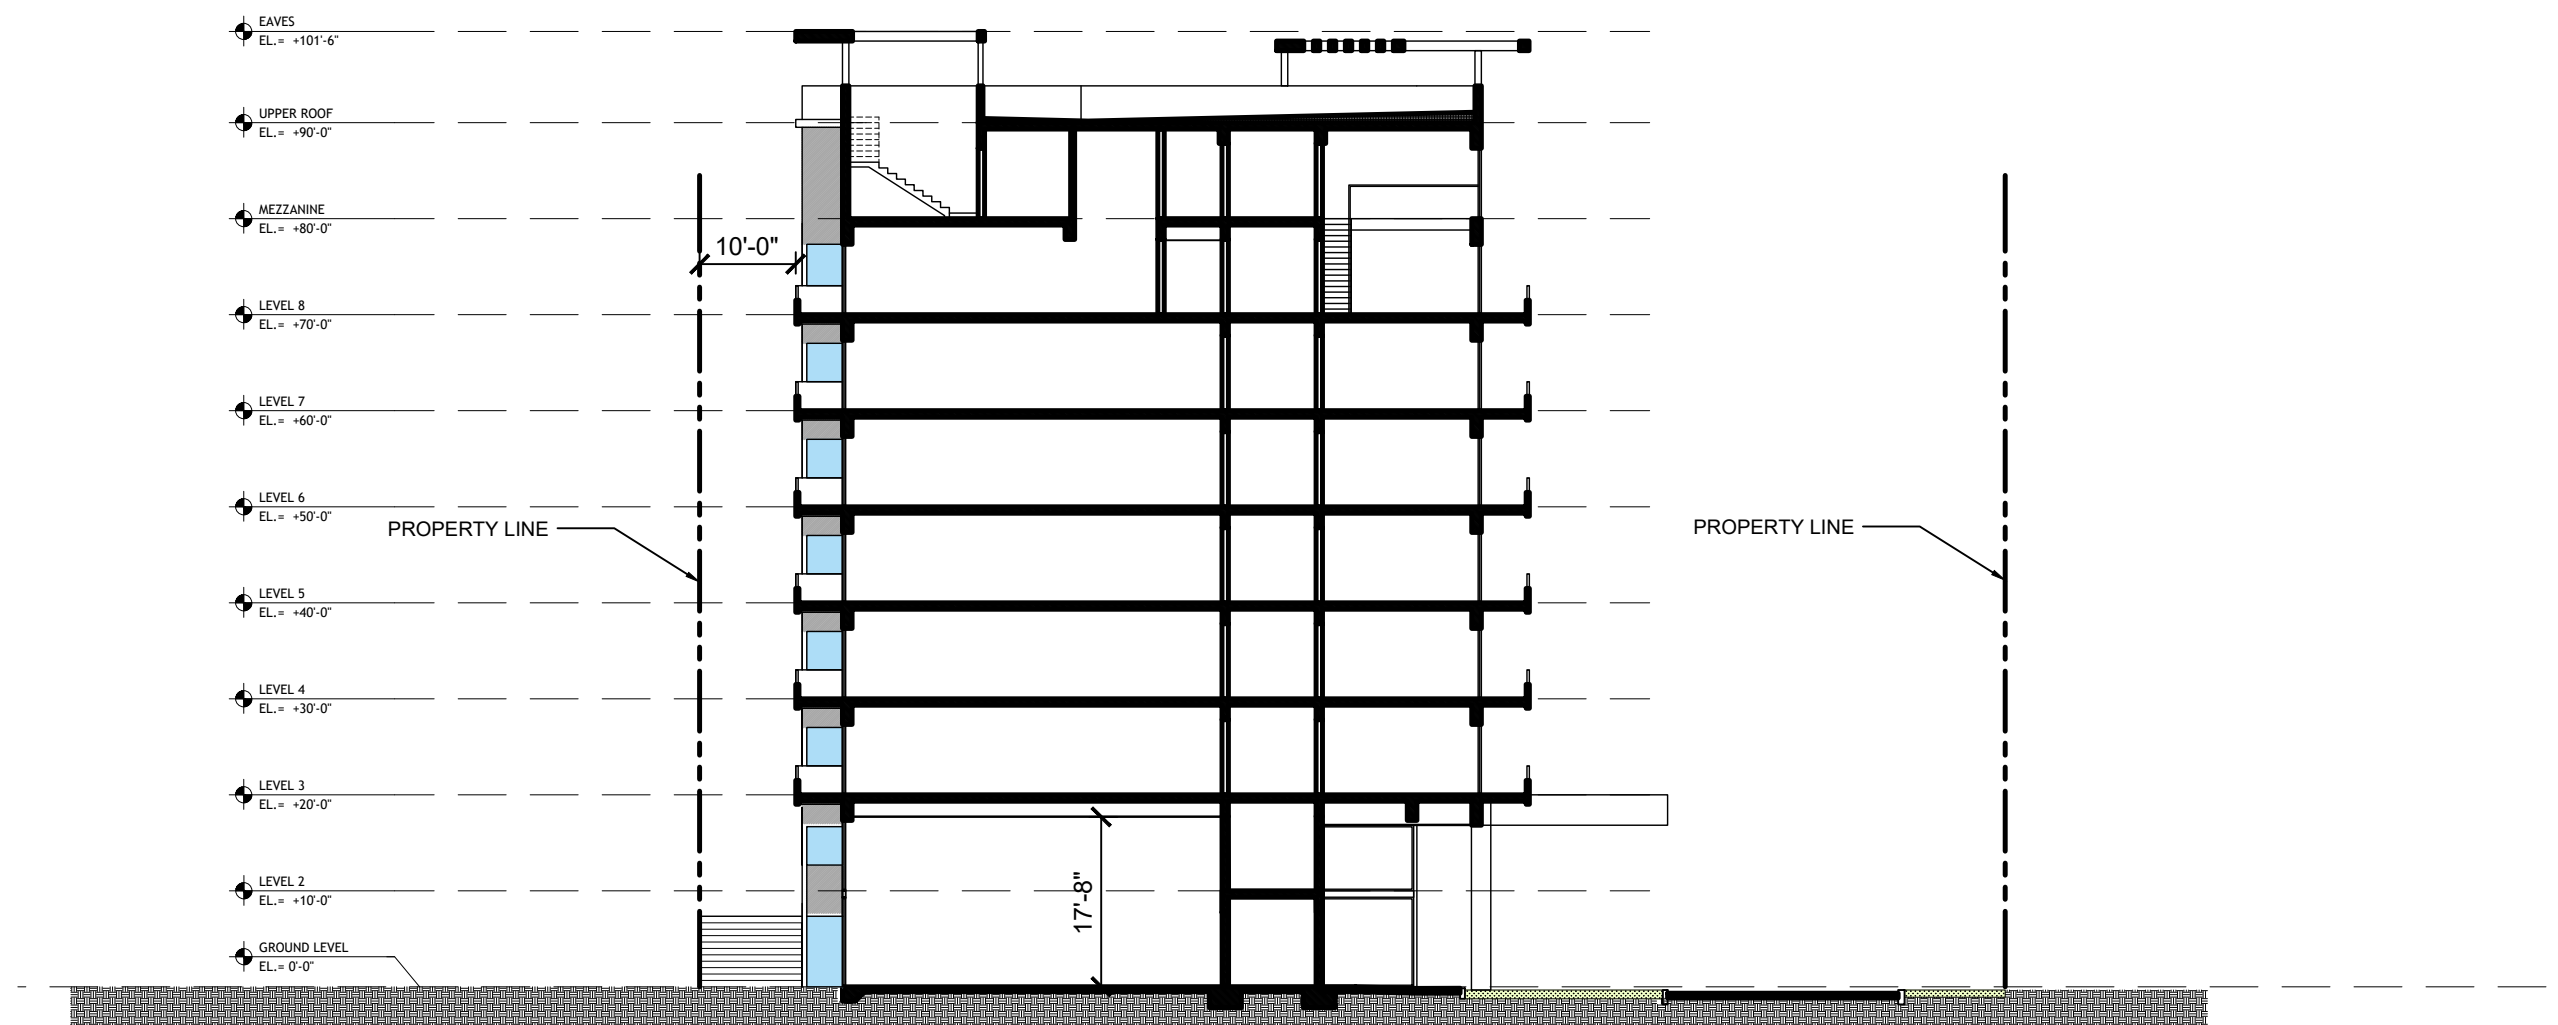 EAVES
EL.= +101'-6"
UPPER ROOF
EL.= +90'-0"
MEZZANINE
EL.= +80'-0"
10'-0"
LEVEL 8
EL.= +70'-0"
LEVEL 7
EL.= +60'-0"
LEVEL 6
EL.= +50'-0"
PROPERTY LINE
PROPERTY LINE
LEVEL 5
EL.= +40'-0"
LEVEL 4
EL.= +30'-0"
LEVEL 3
EL.= +20'-0"
LEVEL 2
EL.= +10'-0"
17'-8"
GROUND LEVEL
EL.= 0'-0"